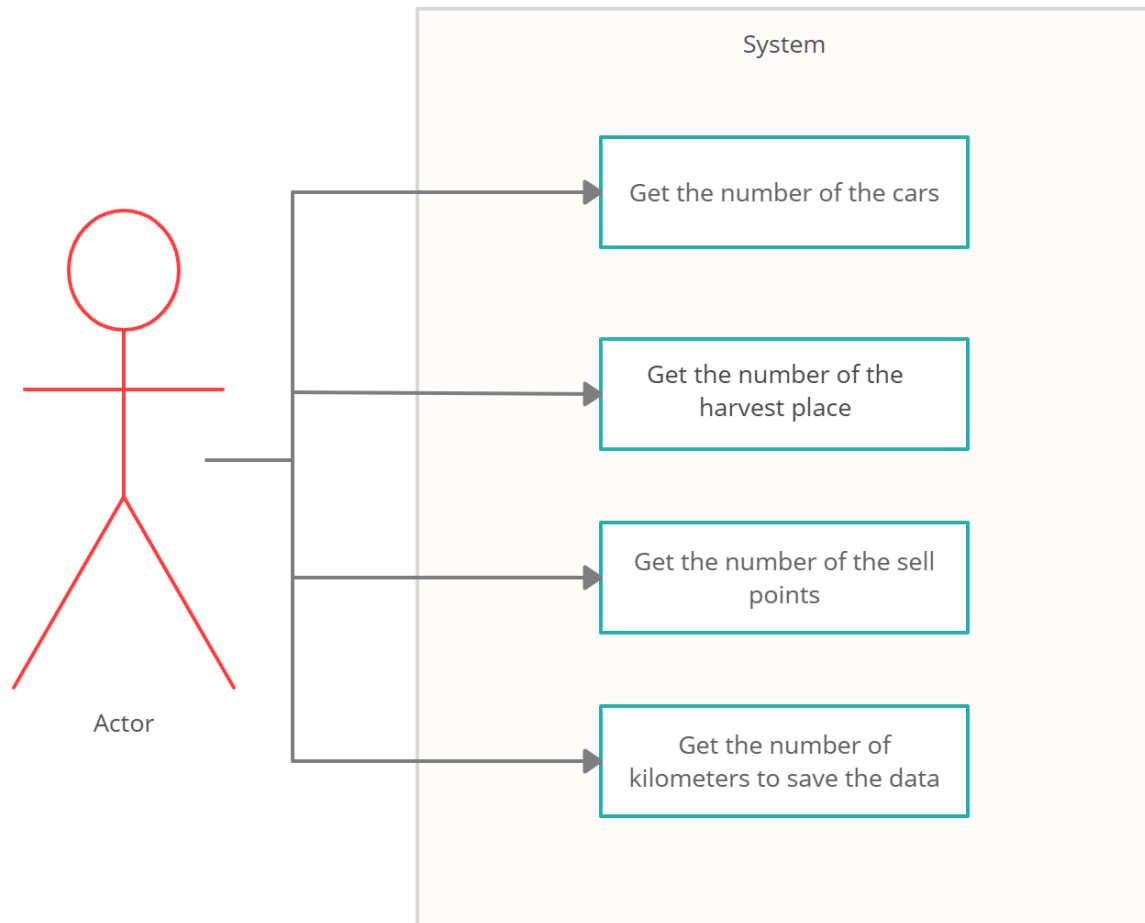 System
Get the number of the cars
Get the number of the
harvest place
Get the number of the sell
points
Get the number of
kilometers to save the data
Actor